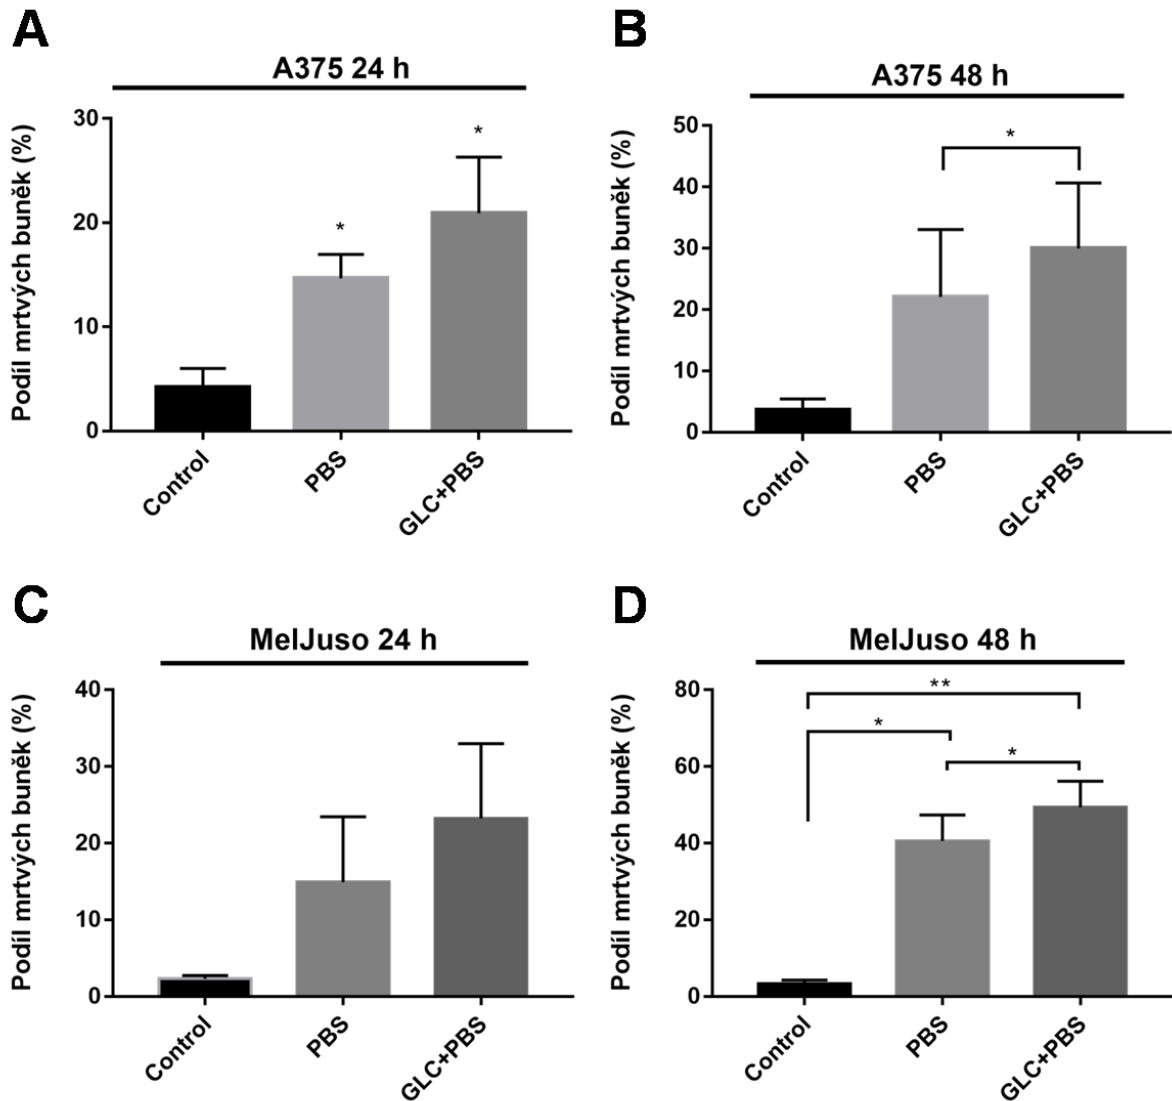 A
A375 24 h
Podíl mrtvých buněk (%)
30
20
10
0
*
*
Control
PBS
GLC+PBS
B
A375 48 h
Podíl mrtvých buněk (%)
50
40
30
20
10
0
*
Control
PBS
GLC+PBS
C
MelJuso 24 h
Podíl mrtvých buněk (%)
40
30
20
10
0
Control
PBS
GLC+PBS
D
MelJuso 48 h
Podíl mrtvých buněk (%)
80
60
40
20
0
**
*
*
Control
PBS
GLC+PBS